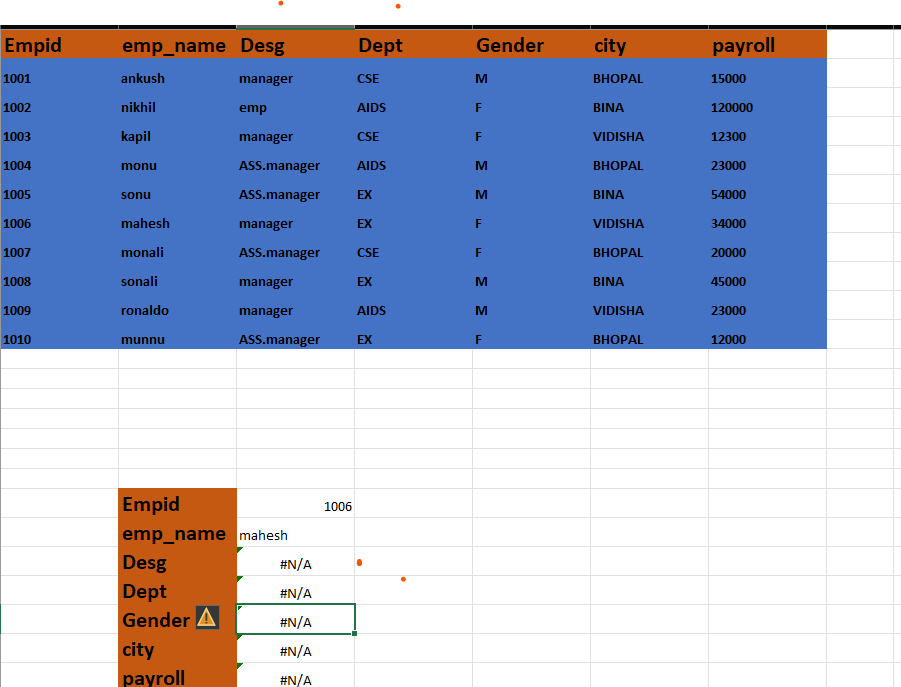 Empid emp_name Desg Dept Gender city payroll
1001 ankush manager CSE M BHOPAL 15000
1002 nikhil emp AIDS F BINA 120000
1003 kapil manager CSE F VIDISHA 12300
1004 monu ASS.manager AIDS M BHOPAL 23000
1005 sonu ASS.manager EX M BINA 54000
1006 mahesh manager EX F VIDISHA 34000
1007 monali ASS.manager CSE F BHOPAL 20000
1008 sonali manager EX M BINA 45000
1009 ronaldo manager AIDS M VIDISHA 23000
1010 munnu ASS.manager EX F BHOPAL 12000
Empid 1006
emp_name mahesh
Desg #N/A
Dept #N/A
Gender #N/A
city #N/A
payroll #N/A